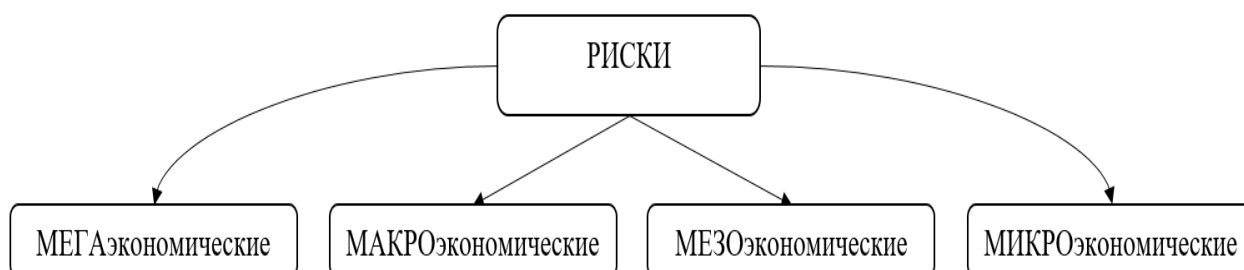 РИСКИ
МЕГАэкономические
МАКРОэкономические
МЕЗОэкономические
МИКРОэкономические